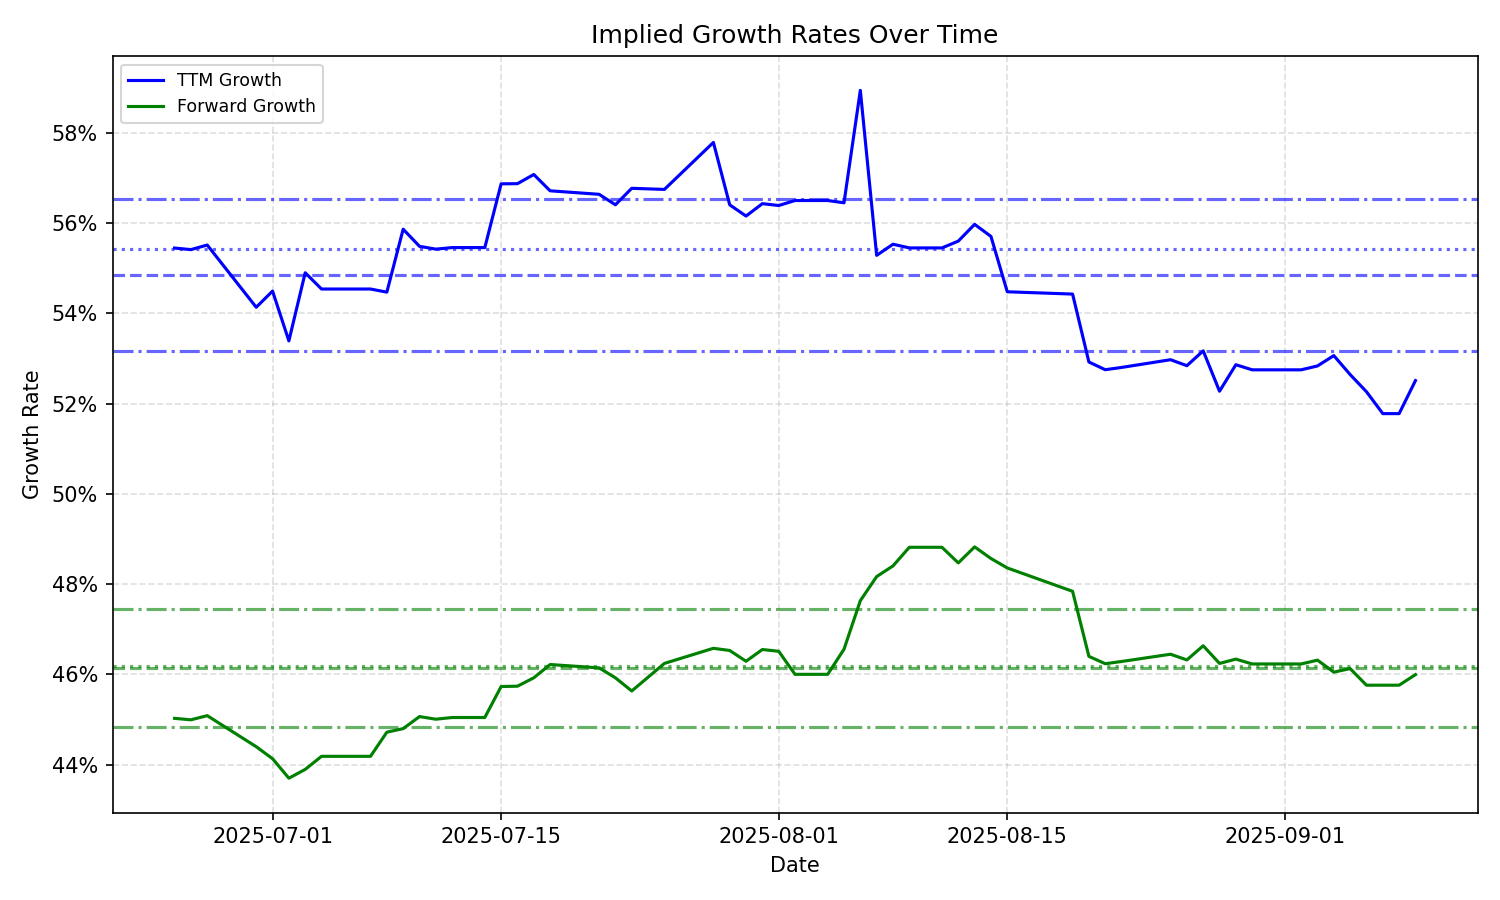 Implied Growth Rates Over Time
TTM Growth
Forward Growth
58%
56%
54%
52%
50%
48%
46%
44%
Growth Rate
2025-07-01
2025-07-15
2025-08-01
2025-08-15
2025-09-01
Date